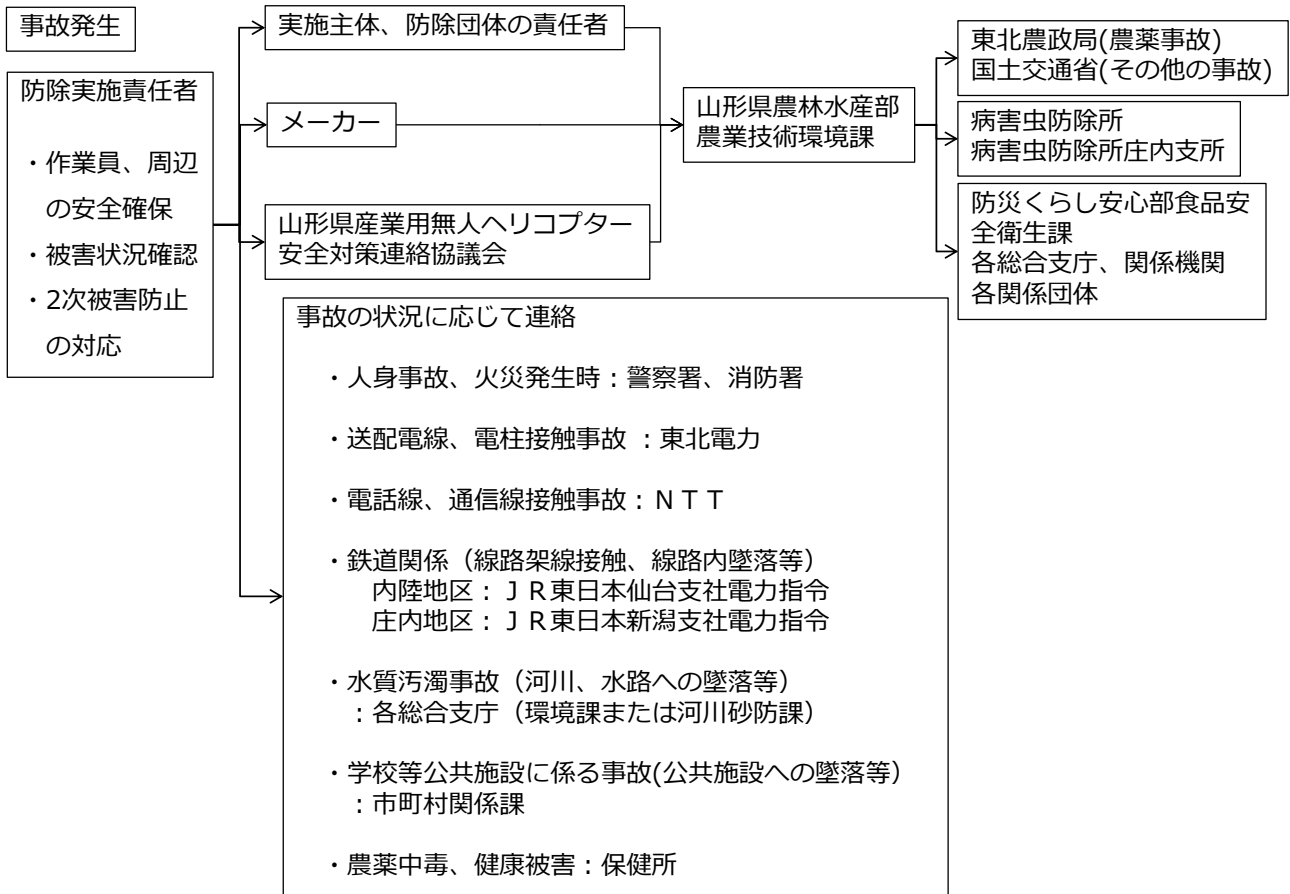 事故発生
防除実施責任者
・作業員、周辺
の安全確保
・被害状況確認
・2次被害防止
の対応
実施主体、防除団体の責任者
メーカー
山形県産業用無人ヘリコプター
安全対策連絡協議会
山形県農林水産部
農業技術環境課
東北農政局(農薬事故)
国土交通省(その他の事故)
病害虫防除所
病害虫防除所庄内支所
防災くらし安心部食品安
全衛生課
各総合支庁、関係機関
各関係団体
事故の状況に応じて連絡
・人身事故、火災発生時：警察署、消防署
・送配電線、電柱接触事故 ：東北電力
・電話線、通信線接触事故：ＮＴＴ
・鉄道関係（線路架線接触、線路内墜落等）
内陸地区：ＪＲ東日本仙台支社電力指令
庄内地区：ＪＲ東日本新潟支社電力指令
・水質汚濁事故（河川、水路への墜落等）
：各総合支庁（環境課または河川砂防課）
・学校等公共施設に係る事故(公共施設への墜落等）
：市町村関係課
・農薬中毒、健康被害：保健所